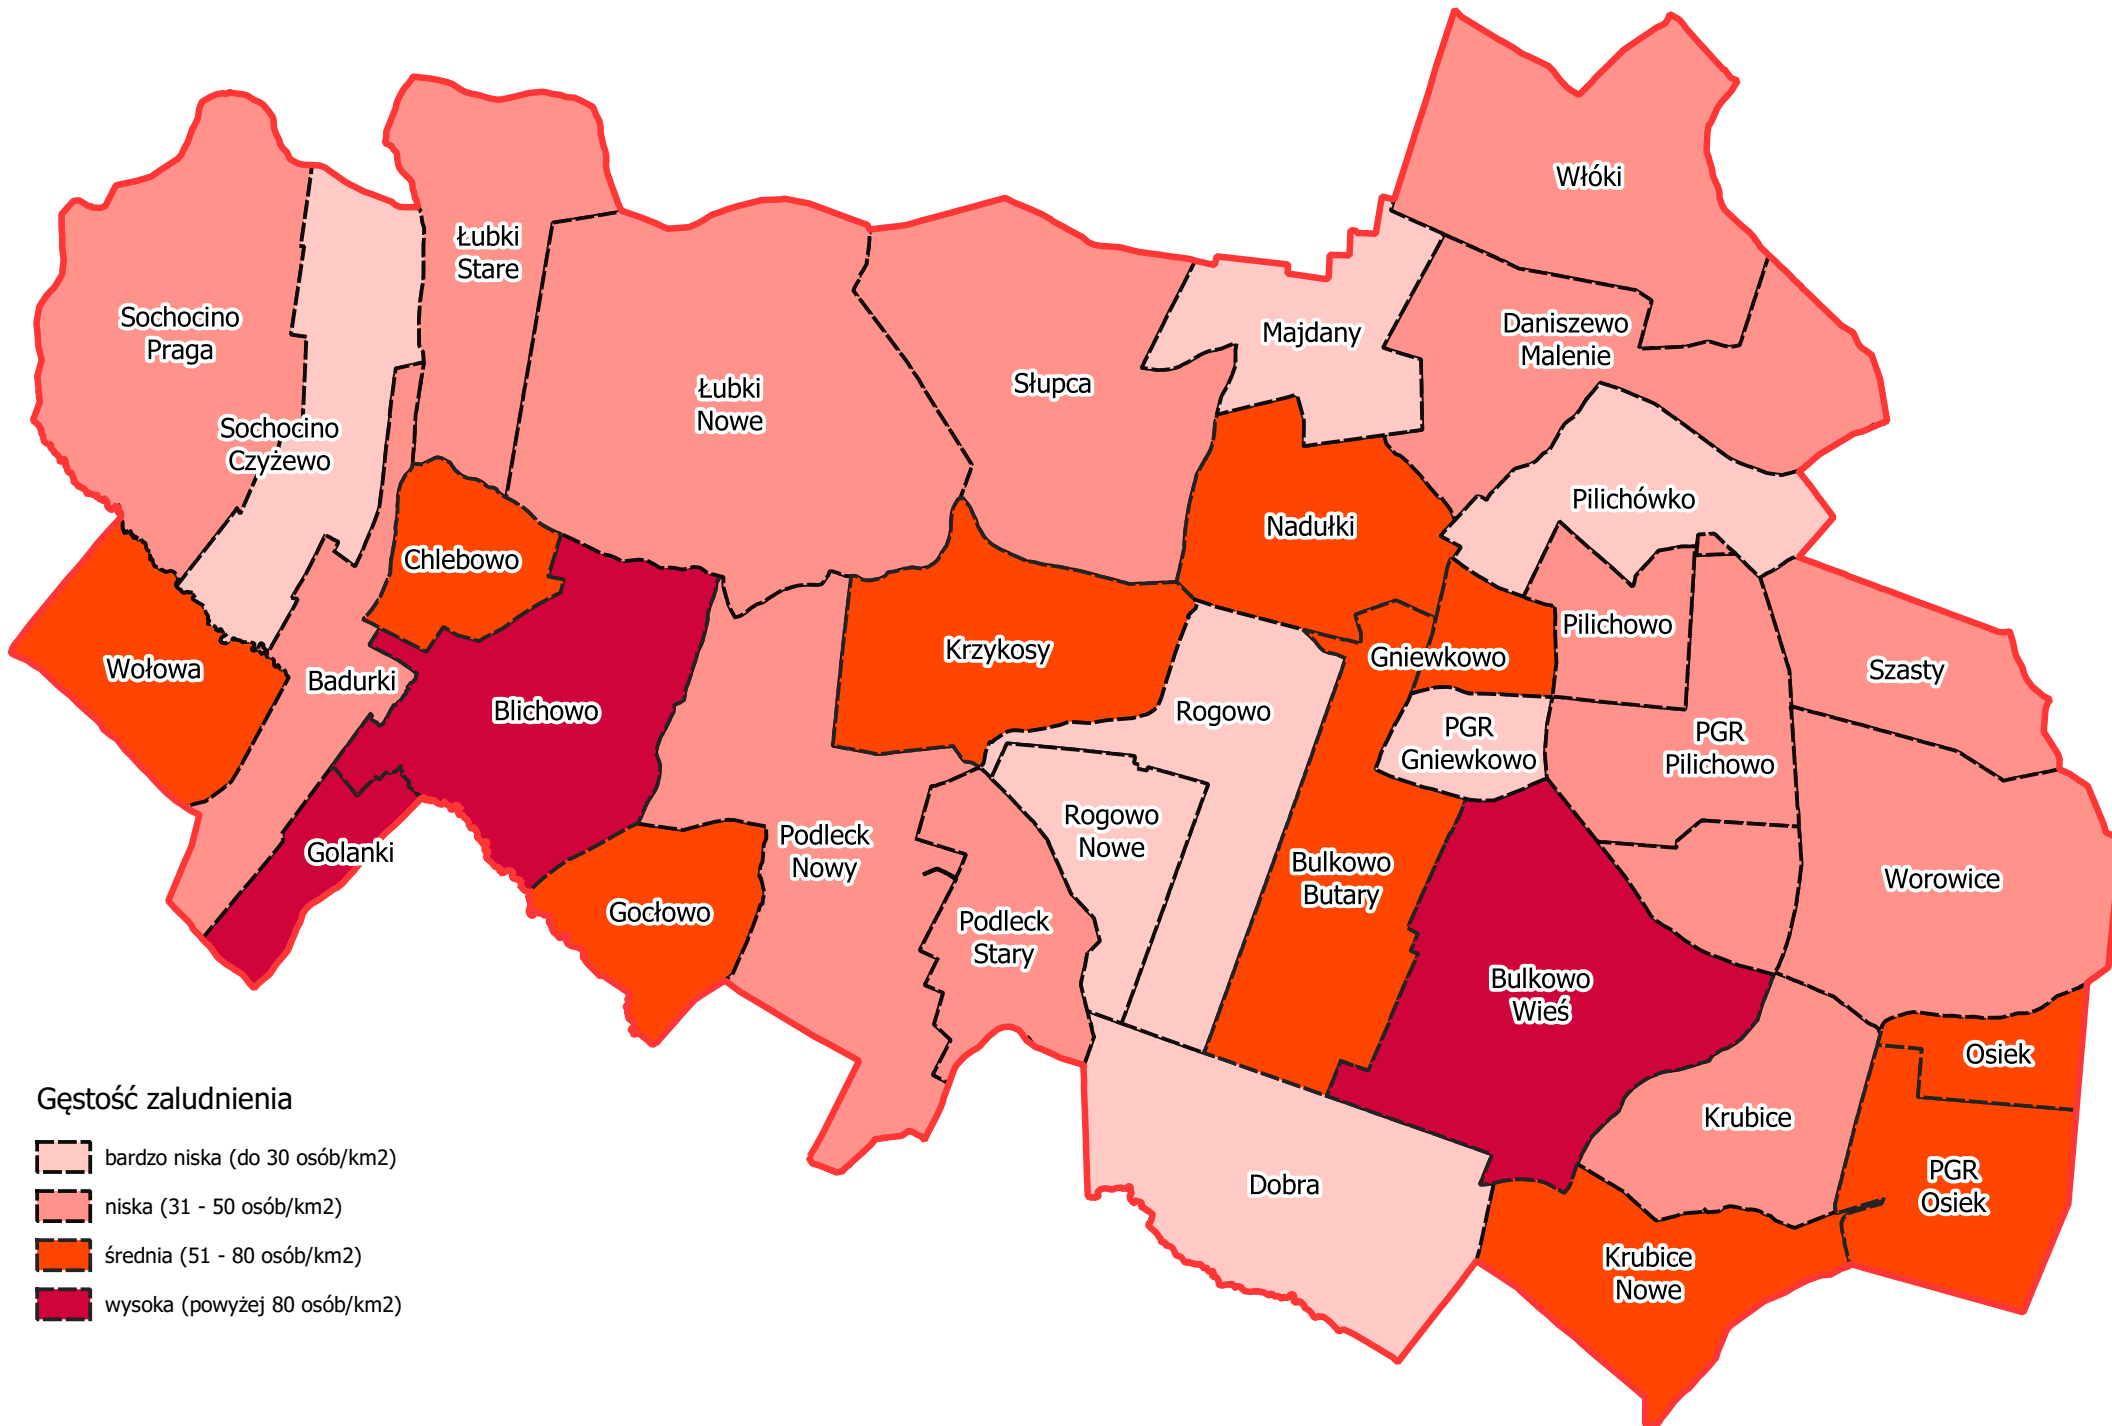 Włóki
Łubki
Stare
Sochocino
Praga
Majdany
Daniszewo
Malenie
Łubki
Nowe
Słupca
Sochocino
Czyżewo
Pilichówko
Nadułki
Chlebowo
Pilichowo
Krzykosy
Gniewkowo
Wołowa
Badurki
Szasty
Blichowo
Rogowo
PGR
Gniewkowo
PGR
Pilichowo
Rogowo
Nowe
Golanki
Podleck
Nowy
Bulkowo
Butary
Worowice
Gocłowo
Podleck
Stary
Bulkowo
Wieś
Osiek
Krubice
Dobra
PGR
Osiek
Krubice
Nowe
Gęstość zaludnienia
bardzo niska (do 30 osób/km2)
niska (31 - 50 osób/km2)
średnia (51 - 80 osób/km2)
wysoka (powyżej 80 osób/km2)